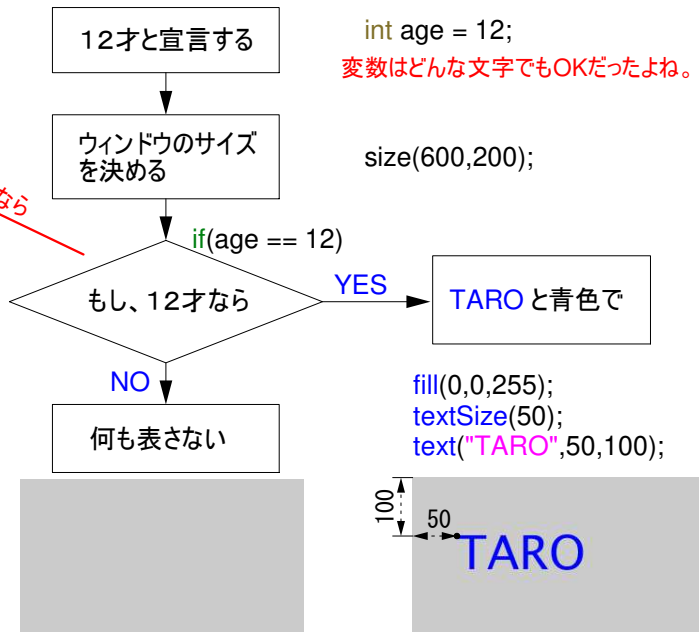 12才と宣言する
int age = 12;
変数はどんな文字でもOKだったよね。
ウィンドウのサイズ
を決める
size(600,200);
なら
if(age == 12)
もし、12才なら
YES
TARO と青色で
NO
何も表さない
fill(0,0,255);
textSize(50);
text("TARO",50,100);
100
50
TARO